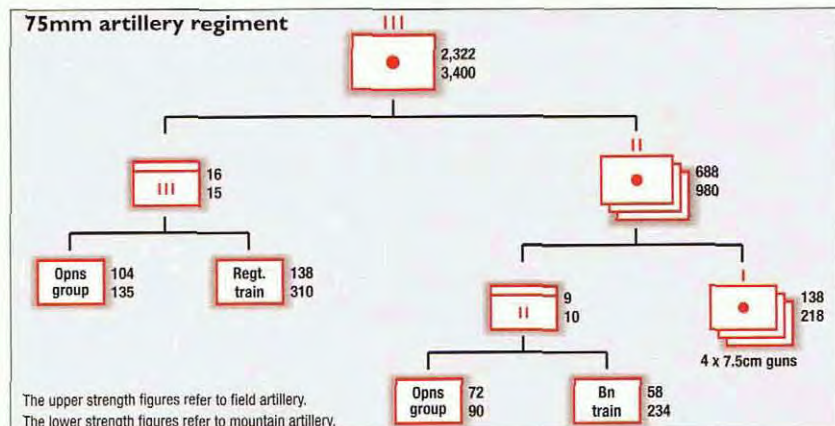 75mm artillery regiment
III
2,322
3,400
III
16
15
II
688
980
Opns
group
104
135
Regt.
train
138
310
II
9
10
I
138
218
4 x 7.5cm guns
Opns
group
72
90
Bn
train
58
234
The upper strength figures refer to field artillery.
The lower strength figures refer to mountain artillery.